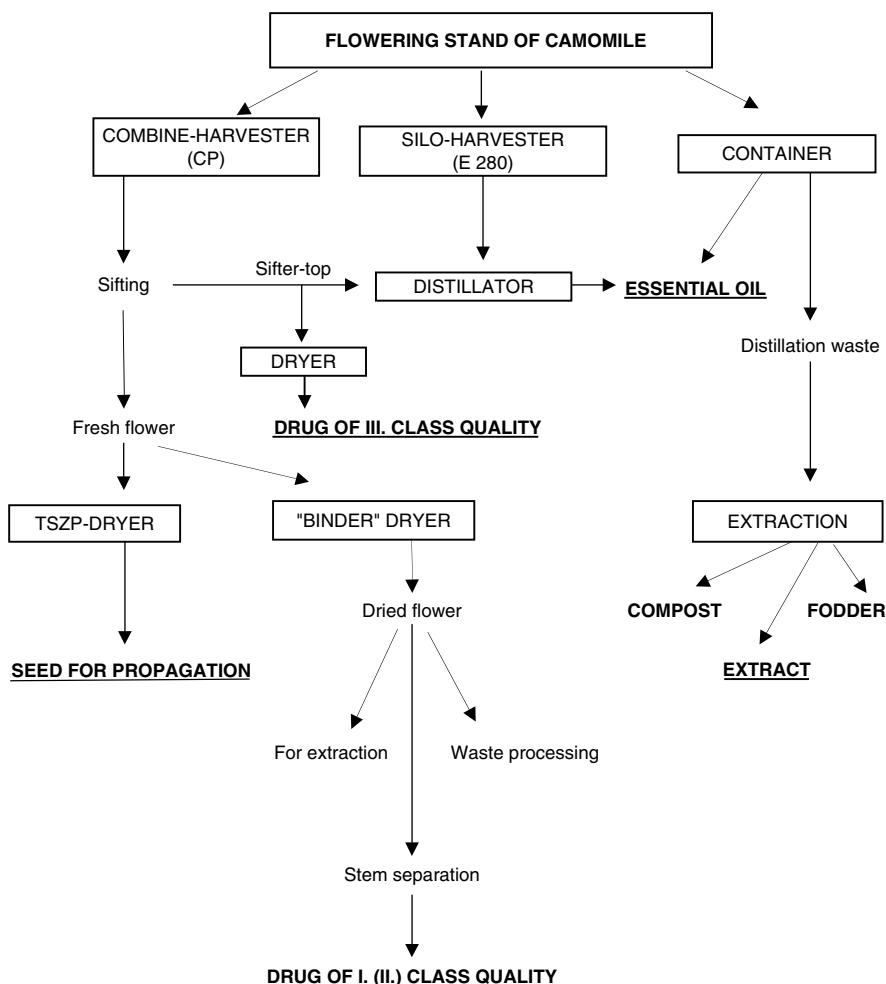 FLOWERING STAND OF CAMOMILE
COMBINE-HARVESTER
(CP)
SILO-HARVESTER
(E 280)
CONTAINER
Sifting
Sifter-top
DISTILLATOR
ESSENTIAL OIL
DRYER
Distillation waste
Fresh flower
DRUG OF III. CLASS QUALITY
TSZP-DRYER
"BINDER" DRYER
EXTRACTION
Dried flower
COMPOST
FODDER
SEED FOR PROPAGATION
EXTRACT
For extraction
Waste processing
Stem separation
DRUG OF I. (II.) CLASS QUALITY